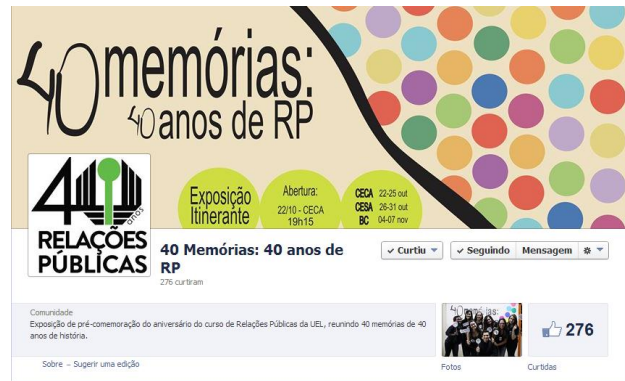 40 memórias:
40 anos de RP
Exposição
Itinerante
Abertura:
22/10 - CECA
19h15
CECA 22-25 out
CESA 26-31 out
BC 04-07 nov
40
anos
RELAÇÕES
PÚBLICAS
40 Memórias: 40 anos de
RP
276 curtiram
Curtiu
Seguindo
Mensagem
Comunidade
Exposição de pré-comemoração do aniversário do curso de Relações Públicas da UEL, reunindo 40 memórias de 40
anos de história.
Sobre – Sugerir uma edição
40 memórias:
Fotos
276
Curtidas